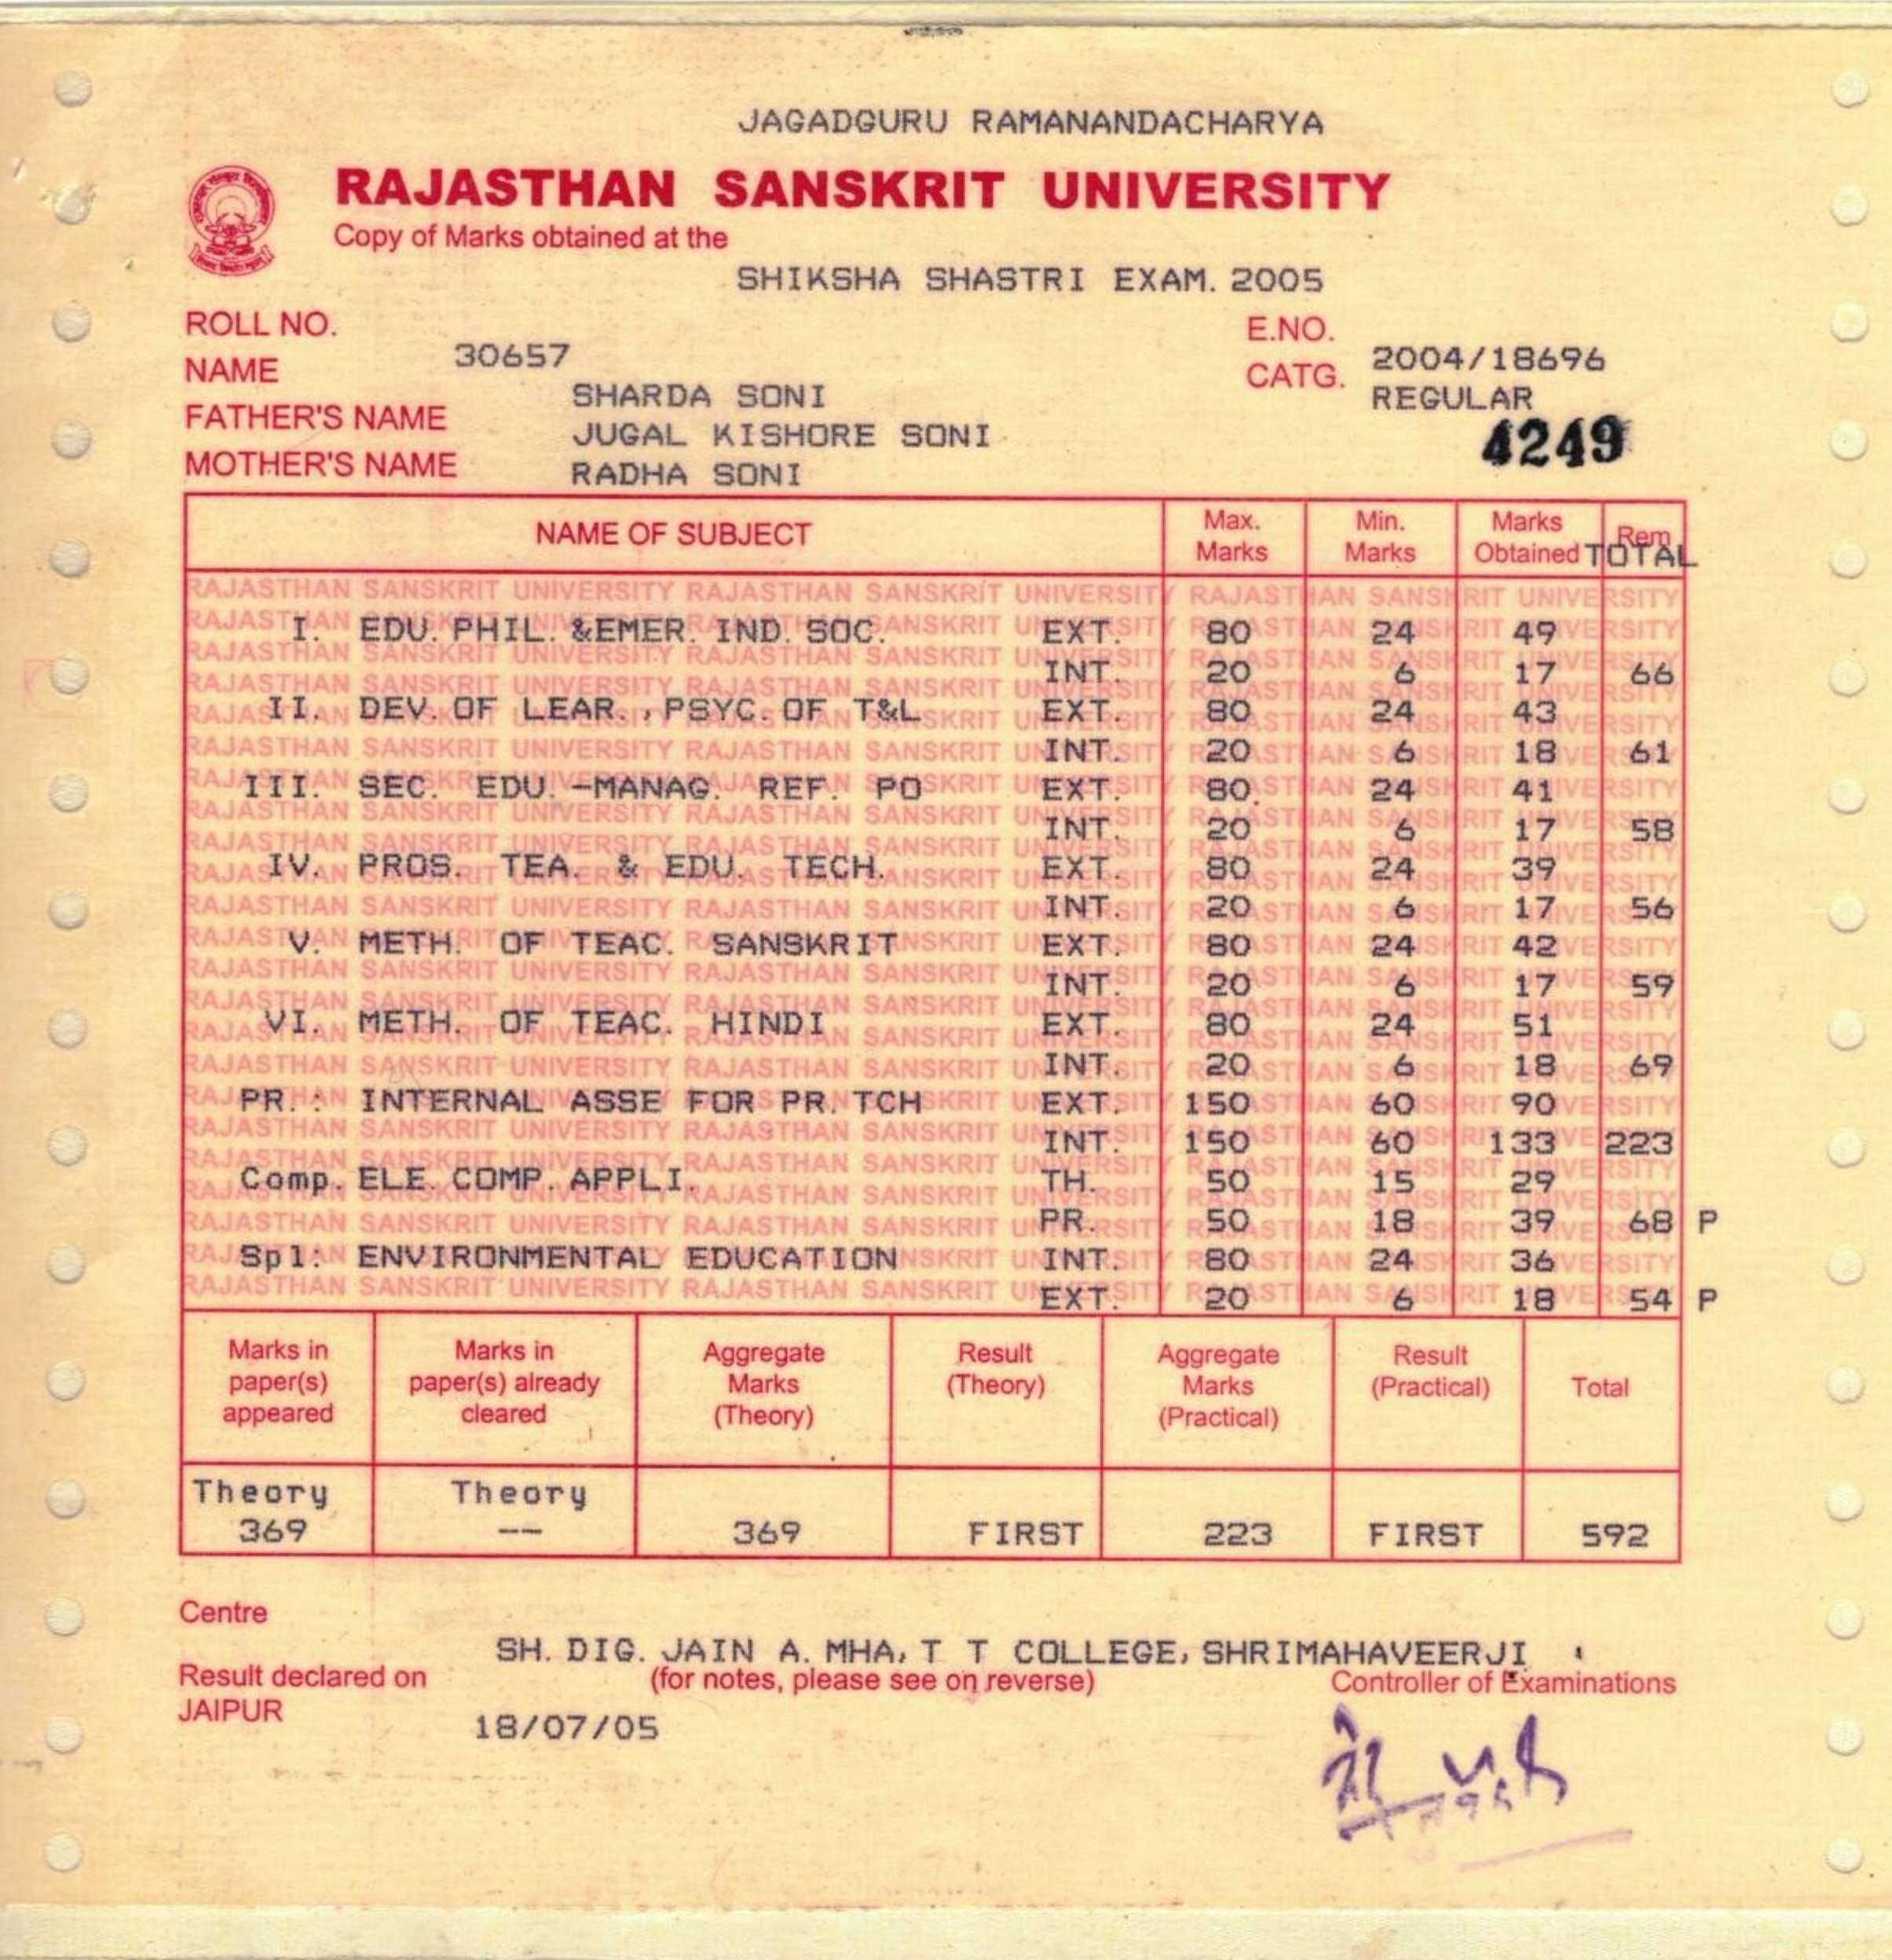 JAGADGURU RAMANANDACHARYA
RAJASTHAN SANSKRIT UNIVERSITY
Copy of Marks obtained at the
SHIKSHA SHASTRI EXAM. 2005
ROLL NO. 30657
E.NO. 2004/18696
NAME SHARDA SONI
CATG. REGULAR
FATHER'S NAME JUGAL KISHORE SONI
4249
MOTHER'S NAME RADHA SONI
NAME OF SUBJECT Max. Marks Min. Marks Marks Obtained Rem TOTAL
I. EDU. PHIL. &EMER. IND. SOC. EXT. 80 24 49
INT. 20 6 17 66
II. DEV. OF LEAR., PSYC. OF T&L EXT. 80 24 43
INT. 20 6 18 61
III. SEC. EDU. -MANAG. REF. PO EXT. 80 24 41
INT. 20 6 17 58
IV. PROS. TEA. & EDU. TECH. EXT. 80 24 39
INT. 20 6 17 56
V. METH. OF TEAC. SANSKRIT EXT. 80 24 42
INT. 20 6 17 59
VI. METH. OF TEAC. HINDI EXT. 80 24 51
INT. 20 6 18 69
PR. : INTERNAL ASSE FOR PR. TCH EXT. 150 60 90
INT. 150 60 133 223
Comp. ELE. COMP. APPLI. TH. 50 15 29
PR. 50 18 39 68 P
Spl: ENVIRONMENTAL EDUCATION INT. 80 24 36
EXT. 20 6 18 54 P
Marks in paper(s) appeared Marks in paper(s) already cleared Aggregate Marks (Theory) Result (Theory) Aggregate Marks (Practical) Result (Practical) Total
Theory Theory
369 -- 369 FIRST 223 FIRST 592
Centre
SH. DIG. JAIN A. MHA, T T COLLEGE, SHRIMAHAVEERJI
Result declared on (for notes, please see on reverse) Controller of Examinations
JAIPUR 18/07/05